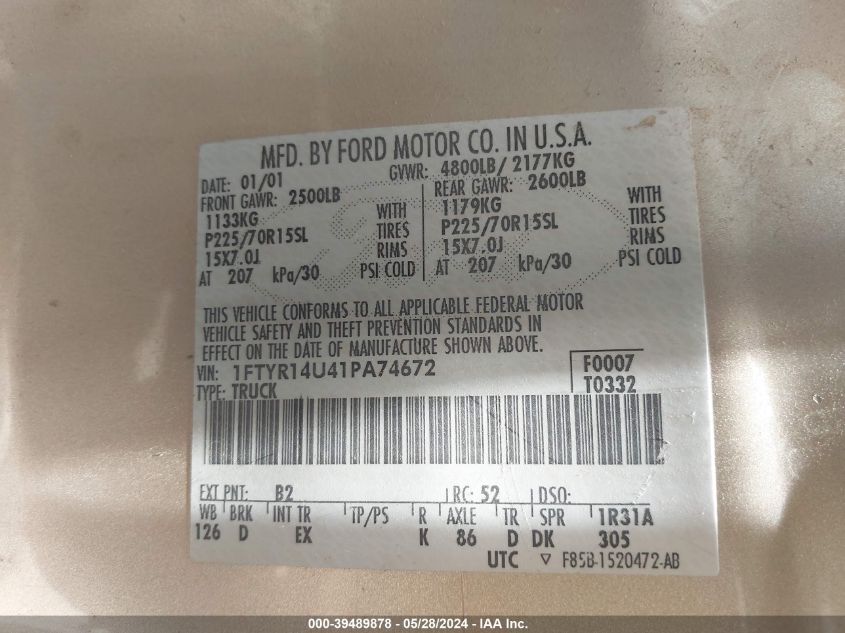 MFD. BY FORD MOTOR CO. IN U.S.A.
DATE: 01/01 GVWR: 4800LB/ 2177KG
FRONT GAWR: 2500LB REAR GAWR: 2600LB
1133KG WITH 1179KG WITH
P225/70R15SL TIRES P225/70R15SL TIRES
15X7.0J RIMS 15X7.0J RIMS
AT 207 kPa/30 PSI COLD AT 207 kPa/30 PSI COLD
THIS VEHICLE CONFORMS TO ALL APPLICABLE FEDERAL MOTOR
VEHICLE SAFETY AND THEFT PREVENTION STANDARDS IN
EFFECT ON THE DATE OF MANUFACTURE SHOWN ABOVE.
VIN: 1FTYR14U41PA74672 F0007
TYPE: TRUCK T0332
EXT PNT: B2 RC: 52 DSO:
WB BRK INT TR TP/PS R AXLE TR SPR 1R31A
126 D EX K 86 D DK 305
UTC ▽ F85B-1520472-AB
000-39489878 - 05/28/2024 - IAA Inc.